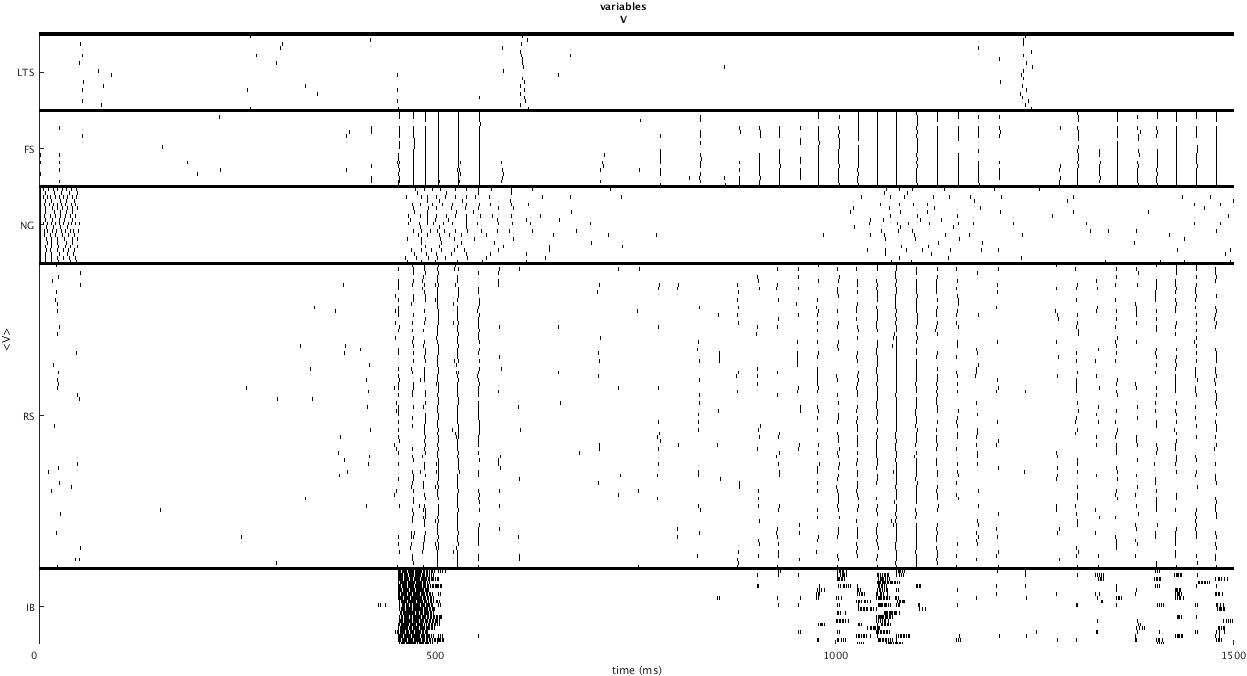 variables
V
LTS
FS
NG
RS
IB
<V>
0
500
1000
1500
time (ms)